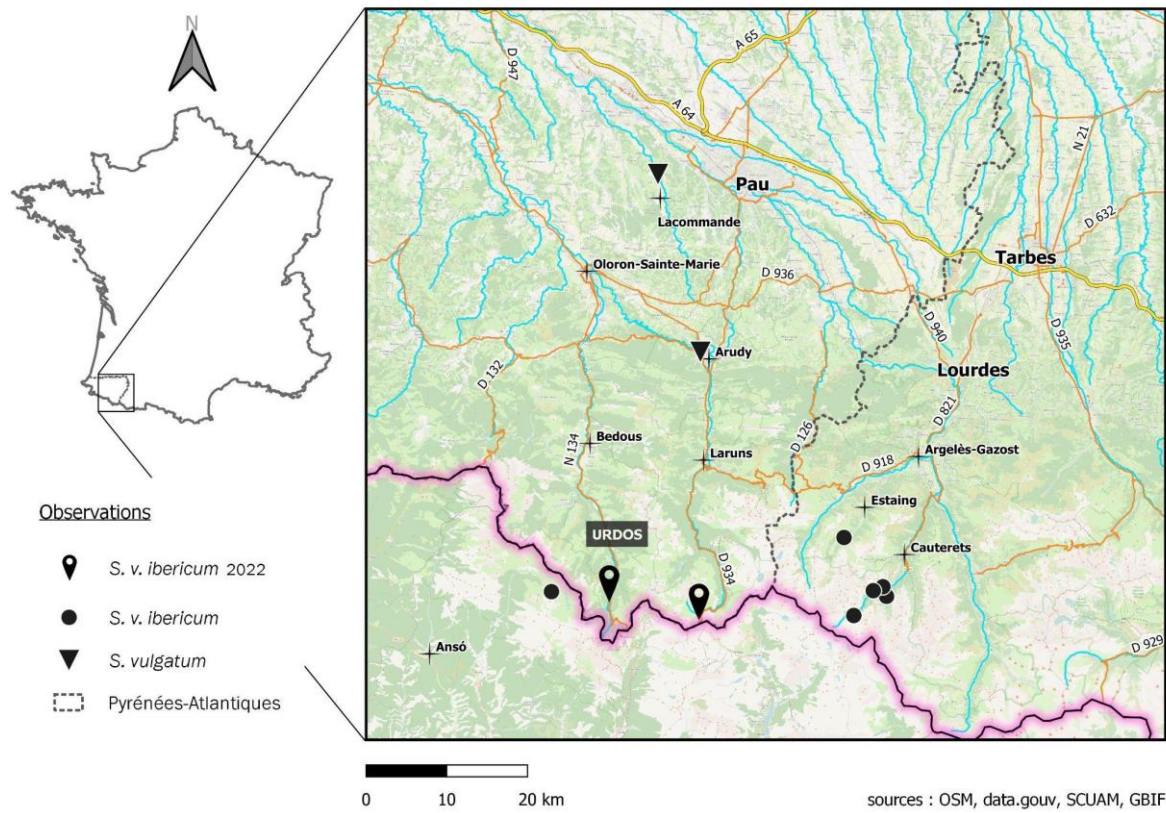 N
Observations
S. v. ibericum 2022
S. v. ibericum
S. vulgatum
Pyrénées-Atlantiques
A 65
D 947
A 64
N 21
Pau
Lacommande
D 632
Tarbes
Oloron-Sainte-Marie
D 936
D 940
D 935
Arudy
D 132
Lourdes
D 821
Bedous
N 134
D 126
Laruns
D 918
Argelès-Gazost
Estaing
URDOS
Cauterets
D 934
Ansó
D 929
0 10 20 km
sources : OSM, data.gouv, SCUAM, GBIF